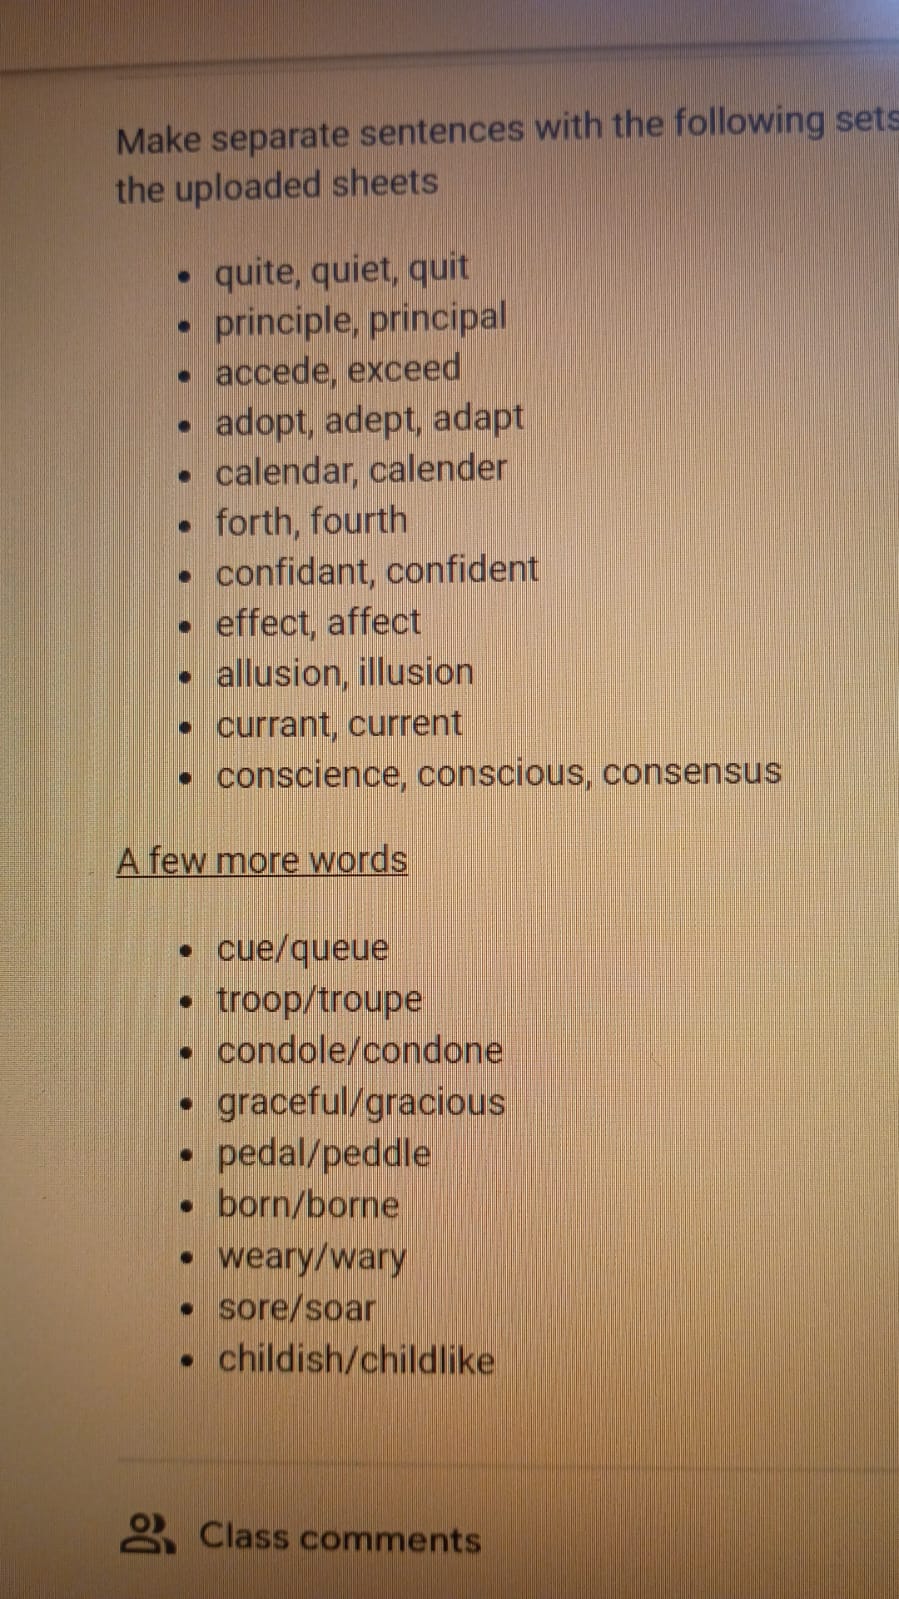 Make separate sentences with the following sets
the uploaded sheets
• quite, quiet, quit
• principle, principal
• accede, exceed
• adopt, adept, adapt
• calendar, calender
• forth, fourth
• confidant, confident
• effect, affect
• allusion, illusion
• currant, current
• conscience, conscious, consensus
A few more words
• cue/queue
• troop/troupe
• condole/condone
• graceful/gracious
• pedal/peddle
• born/borne
• weary/wary
• sore/soar
• childish/childlike
Class comments